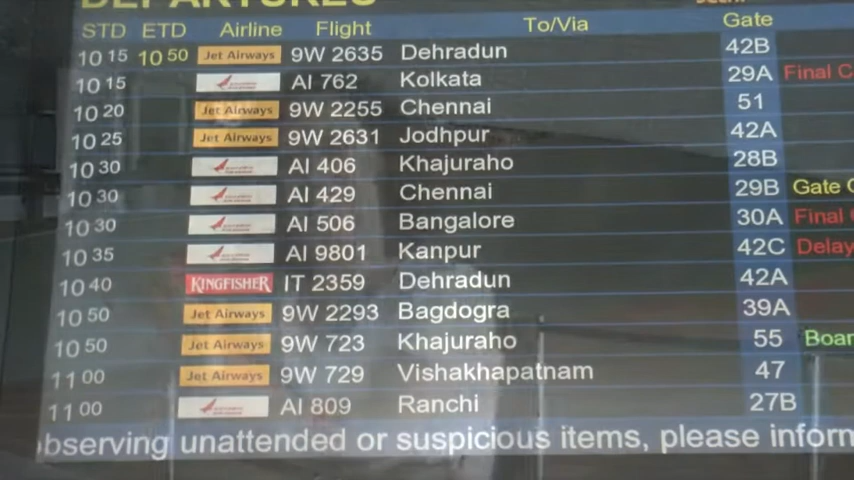 DEPARTURES
STD ETD Airline Flight To/Via Gate
10 15 10 50 Jet Airways 9W 2635 Dehradun 42B
10 15 AI 762 Kolkata 29A Final C
10 20 Jet Airways 9W 2255 Chennai 51
10 25 Jet Airways 9W 2631 Jodhpur 42A
10 30 AI 406 Khajuraho 28B
10 30 AI 429 Chennai 29B Gate C
10 30 AI 506 Bangalore 30A Final
10 35 AI 9801 Kanpur 42C Delay
10 40 KINGFISHER IT 2359 Dehradun 42A
10 50 Jet Airways 9W 2293 Bagdogra 39A
10 50 Jet Airways 9W 723 Khajuraho 55 Boar
11 00 Jet Airways 9W 729 Vishakhapatnam 47
11 00 AI 809 Ranchi 27B
observing unattended or suspicious items, please inform